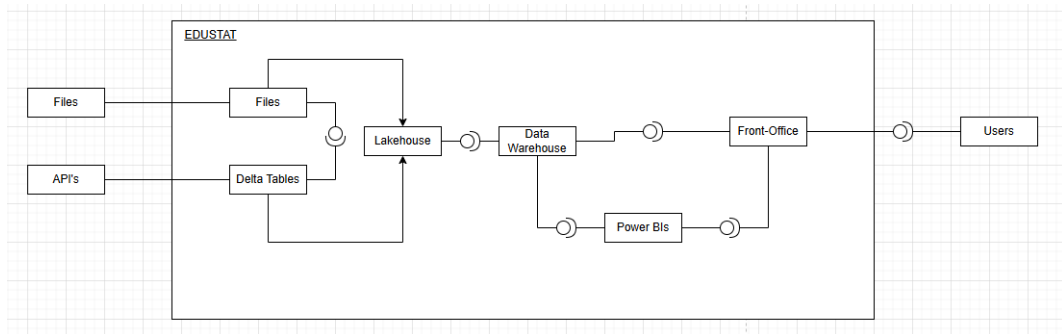 EDUSTAT
Files
Files
Lakehouse
Data
Warehouse
Front-Office
Users
API's
Delta Tables
Power BIs